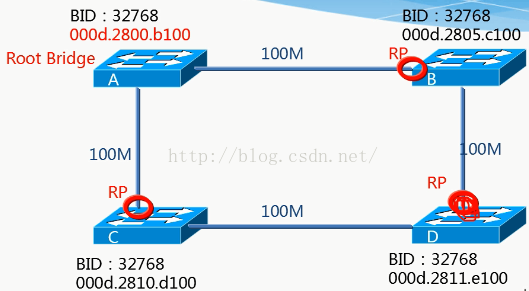 BID：32768
000d.2800.b100
Root Bridge
A
100M
BID：32768
000d.2805.c100
RP
B
100M
http://blog.csdn.net/
100M
RP
RP
C
100M
D
BID：32768
000d.2810.d100
BID：32768
000d.2811.e100